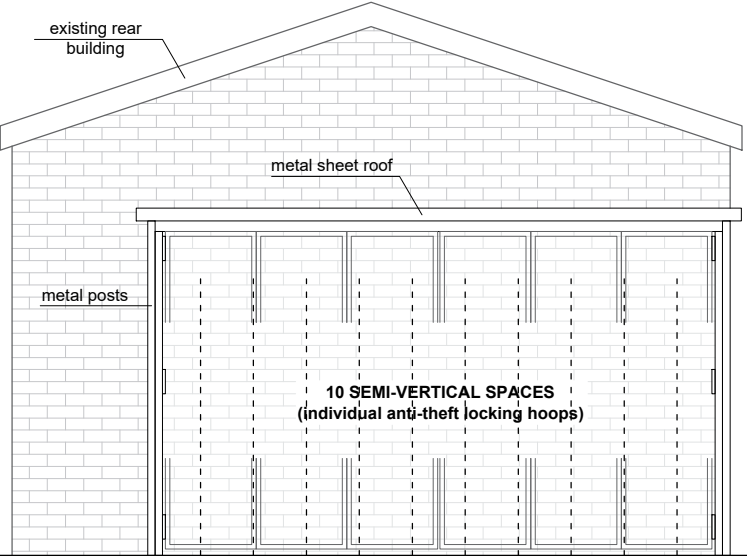 existing rear
building
metal sheet roof
metal posts
10 SEMI-VERTICAL SPACES
(individual anti-theft locking hoops)